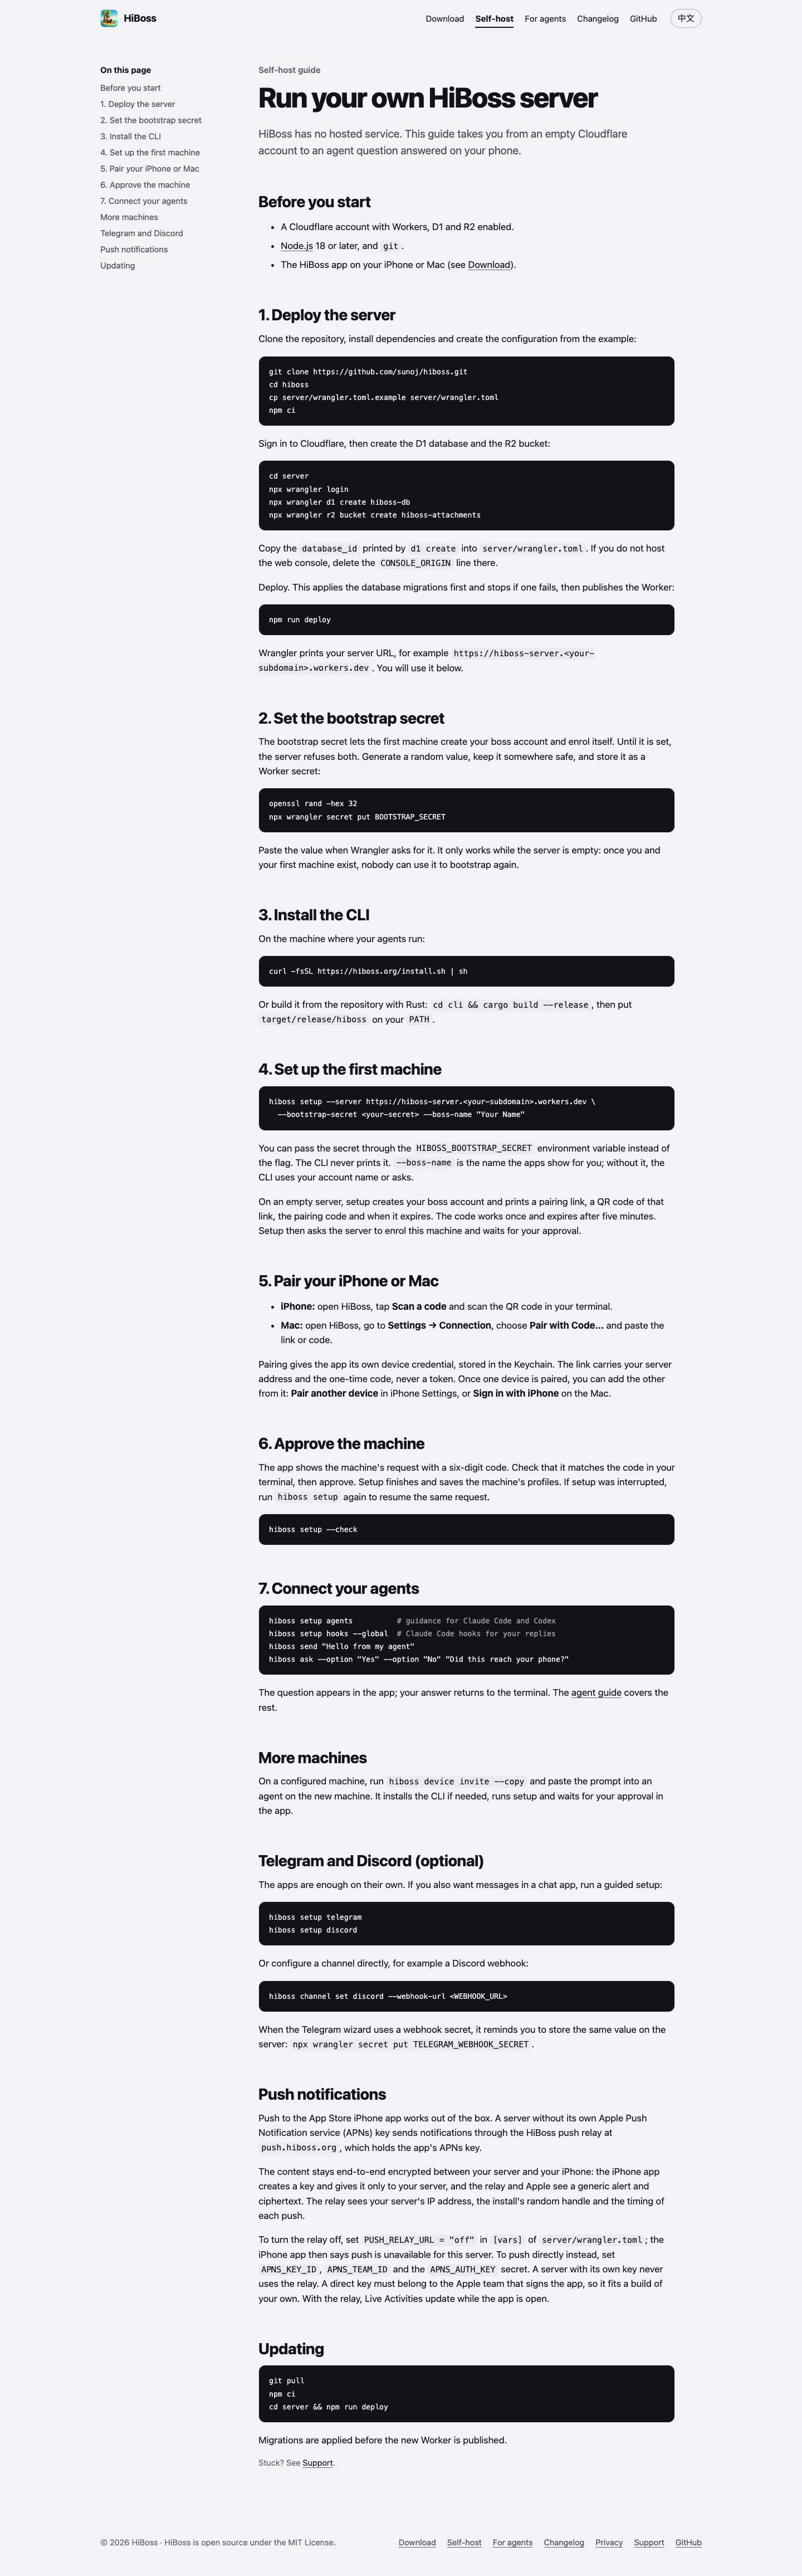 HiBoss
Download
Self-host
For agents
Changelog
GitHub
中文
On this page
Before you start
1. Deploy the server
2. Set the bootstrap secret
3. Install the CLI
4. Set up the first machine
5. Pair your iPhone or Mac
6. Approve the machine
7. Connect your agents
More machines
Telegram and Discord
Push notifications
Updating
Self-host guide
Run your own HiBoss server
HiBoss has no hosted service. This guide takes you from an empty Cloudflare
account to an agent question answered on your phone.
Before you start
• A Cloudflare account with Workers, D1 and R2 enabled.
• Node.js 18 or later, and git .
• The HiBoss app on your iPhone or Mac (see Download).
1. Deploy the server
Clone the repository, install dependencies and create the configuration from the example:
git clone https://github.com/sunoj/hiboss.git
cd hiboss
cp server/wrangler.toml.example server/wrangler.toml
npm ci
Sign in to Cloudflare, then create the D1 database and the R2 bucket:
cd server
npx wrangler login
npx wrangler d1 create hiboss-db
npx wrangler r2 bucket create hiboss-attachments
Copy the database_id printed by d1 create into server/wrangler.toml . If you do not host
the web console, delete the CONSOLE_ORIGIN line there.
Deploy. This applies the database migrations first and stops if one fails, then publishes the Worker:
npm run deploy
Wrangler prints your server URL, for example https://hiboss-server.<your-
subdomain>.workers.dev . You will use it below.
2. Set the bootstrap secret
The bootstrap secret lets the first machine create your boss account and enrol itself. Until it is set,
the server refuses both. Generate a random value, keep it somewhere safe, and store it as a
Worker secret:
openssl rand -hex 32
npx wrangler secret put BOOTSTRAP_SECRET
Paste the value when Wrangler asks for it. It only works while the server is empty: once you and
your first machine exist, nobody can use it to bootstrap again.
3. Install the CLI
On the machine where your agents run:
curl -fsSL https://hiboss.org/install.sh | sh
Or build it from the repository with Rust: cd cli && cargo build --release , then put
target/release/hiboss on your PATH .
4. Set up the first machine
hiboss setup --server https://hiboss-server.<your-subdomain>.workers.dev \
--bootstrap-secret <your-secret> --boss-name "Your Name"
You can pass the secret through the HIBOSS_BOOTSTRAP_SECRET environment variable instead of
the flag. The CLI never prints it. --boss-name is the name the apps show for you; without it, the
CLI uses your account name or asks.
On an empty server, setup creates your boss account and prints a pairing link, a QR code of that
link, the pairing code and when it expires. The code works once and expires after five minutes.
Setup then asks the server to enrol this machine and waits for your approval.
5. Pair your iPhone or Mac
• iPhone: open HiBoss, tap Scan a code and scan the QR code in your terminal.
• Mac: open HiBoss, go to Settings → Connection, choose Pair with Code… and paste the
link or code.
Pairing gives the app its own device credential, stored in the Keychain. The link carries your server
address and the one-time code, never a token. Once one device is paired, you can add the other
from it: Pair another device in iPhone Settings, or Sign in with iPhone on the Mac.
6. Approve the machine
The app shows the machine's request with a six-digit code. Check that it matches the code in your
terminal, then approve. Setup finishes and saves the machine's profiles. If setup was interrupted,
run hiboss setup again to resume the same request.
hiboss setup --check
7. Connect your agents
hiboss setup agents # guidance for Claude Code and Codex
hiboss setup hooks --global # Claude Code hooks for your replies
hiboss send "Hello from my agent"
hiboss ask --option "Yes" --option "No" "Did this reach your phone?"
The question appears in the app; your answer returns to the terminal. The agent guide covers the
rest.
More machines
On a configured machine, run hiboss device invite --copy and paste the prompt into an
agent on the new machine. It installs the CLI if needed, runs setup and waits for your approval in
the app.
Telegram and Discord (optional)
The apps are enough on their own. If you also want messages in a chat app, run a guided setup:
hiboss setup telegram
hiboss setup discord
Or configure a channel directly, for example a Discord webhook:
hiboss channel set discord --webhook-url <WEBHOOK_URL>
When the Telegram wizard uses a webhook secret, it reminds you to store the same value on the
server: npx wrangler secret put TELEGRAM_WEBHOOK_SECRET .
Push notifications
Push to the App Store iPhone app works out of the box. A server without its own Apple Push
Notification service (APNs) key sends notifications through the HiBoss push relay at
push.hiboss.org , which holds the app's APNs key.
The content stays end-to-end encrypted between your server and your iPhone: the iPhone app
creates a key and gives it only to your server, and the relay and Apple see a generic alert and
ciphertext. The relay sees your server's IP address, the install's random handle and the timing of
each push.
To turn the relay off, set PUSH_RELAY_URL = "off" in [vars] of server/wrangler.toml ; the
iPhone app then says push is unavailable for this server. To push directly instead, set
APNS_KEY_ID , APNS_TEAM_ID and the APNS_AUTH_KEY secret. A server with its own key never
uses the relay. A direct key must belong to the Apple team that signs the app, so it fits a build of
your own. With the relay, Live Activities update while the app is open.
Updating
git pull
npm ci
cd server && npm run deploy
Migrations are applied before the new Worker is published.
Stuck? See Support.
© 2026 HiBoss · HiBoss is open source under the MIT License.
Download
Self-host
For agents
Changelog
Privacy
Support
GitHub